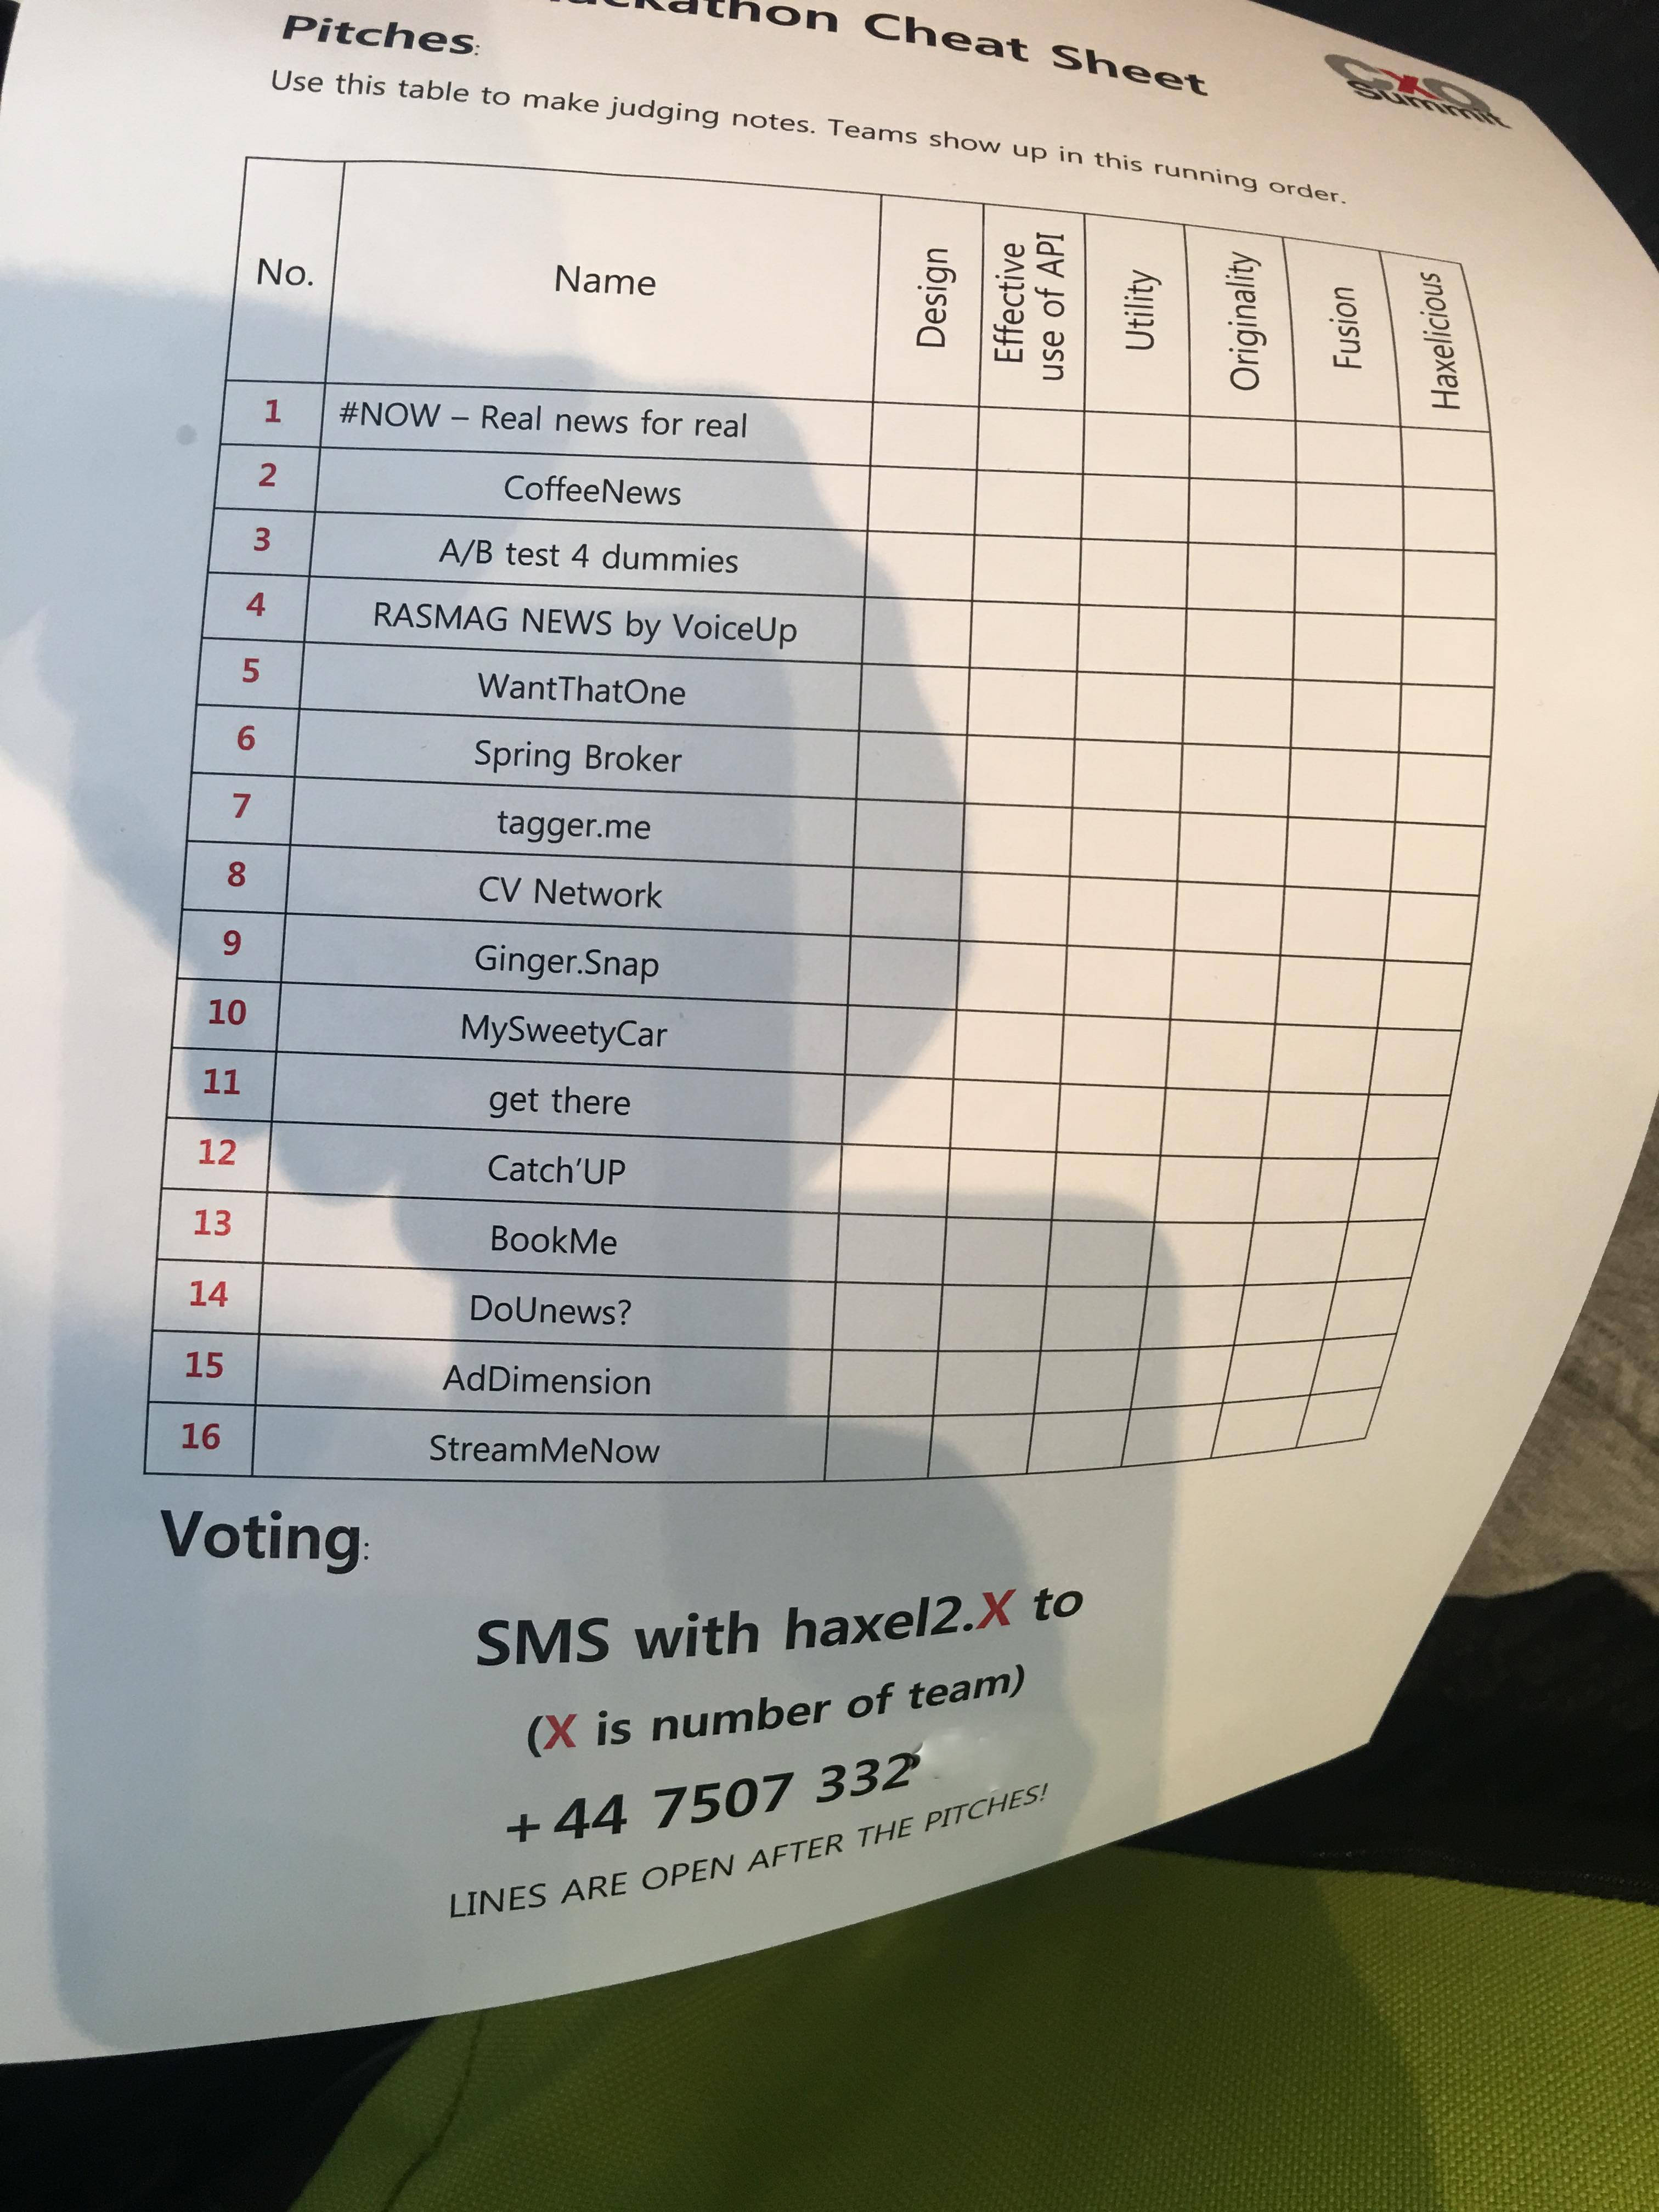 Cheat Sheet
CXO
Summit
Pitches:
Use this table to make judging notes. Teams show up in this running order.
No. Name Design Effective use of API Utility Originality Fusion Haxelicious
1 #NOW – Real news for real
2 CoffeeNews
3 A/B test 4 dummies
4 RASMAG NEWS by VoiceUp
5 WantThatOne
6 Spring Broker
7 tagger.me
8 CV Network
9 Ginger.Snap
10 MySweetyCar
11 get there
12 Catch’UP
13 BookMe
14 DoUnews?
15 AdDimension
16 StreamMeNow
Voting:
SMS with haxel2.X to
(X is number of team)
+44 7507 332
LINES ARE OPEN AFTER THE PITCHES!